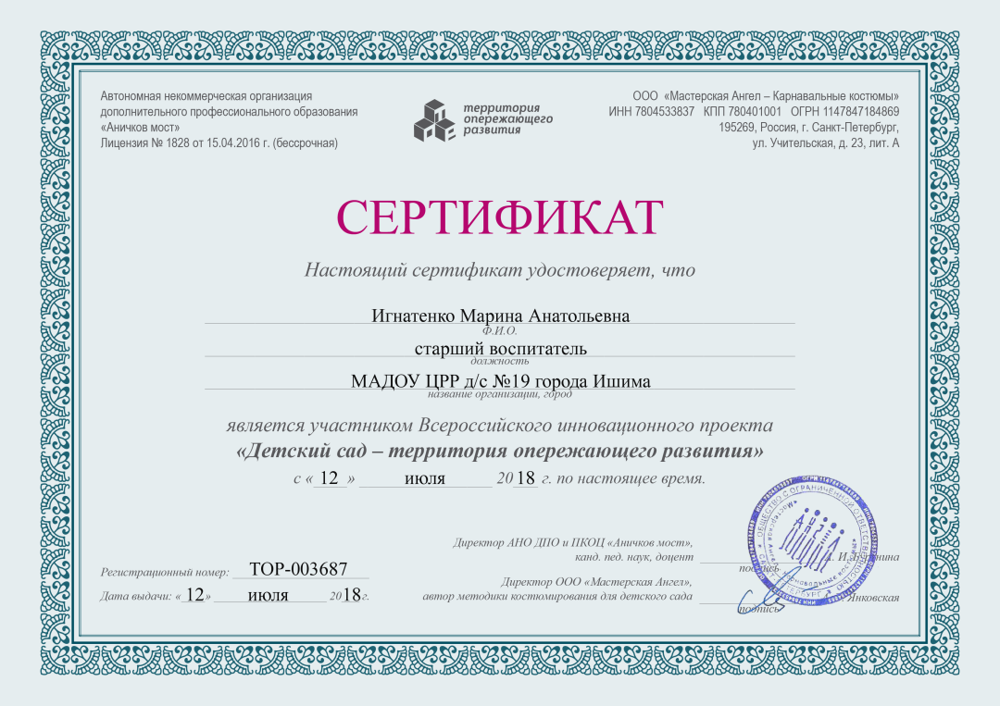 Автономная некоммерческая организация
дополнительного профессионального образования
«Аничков мост»
Лицензия № 1828 от 15.04.2016 г. (бессрочная)
территория
опережающего
развития
ООО «Мастерская Ангел – Карнавальные костюмы»
ИНН 7804533837 КПП 780401001 ОГРН 1147847184869
195269, Россия, г. Санкт-Петербург,
ул. Учительская, д. 23, лит. А
СЕРТИФИКАТ
Настоящий сертификат удостоверяет, что
Игнатенко Марина Анатольевна
Ф.И.О.
старший воспитатель
должность
МАДОУ ЦРР д/с №19 города Ишима
название организации, город
является участником Всероссийского инновационного проекта
«Детский сад – территория опережающего развития»
с « 12 » июля 2018 г. по настоящее время.
Регистрационный номер: ТОР-003687
Дата выдачи: « 12 » июля 2018г.
Директор АНО ДПО и ПКОЦ «Аничков мост»,
канд. пед. наук, доцент
подпись
Директор ООО «Мастерская Ангел»,
автор методики костюмирования для детского сада
Янковская
подпись
ОБЩЕСТВО С ОГРАНИЧЕННОЙ ОТВЕТСТВЕННОСТЬЮ